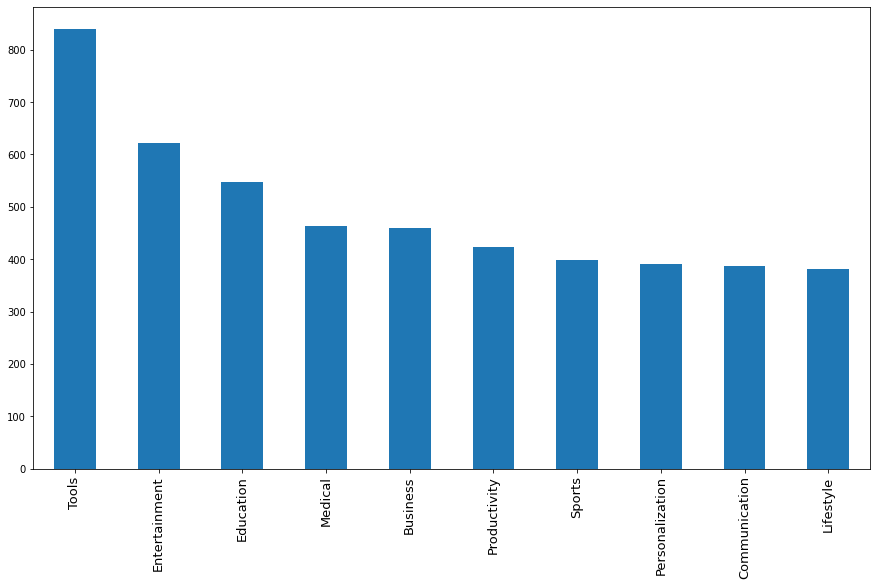 800
700
600
500
400
300
200
100
0
Tools
Entertainment
Education
Medical
Business
Productivity
Sports
Personalization
Communication
Lifestyle